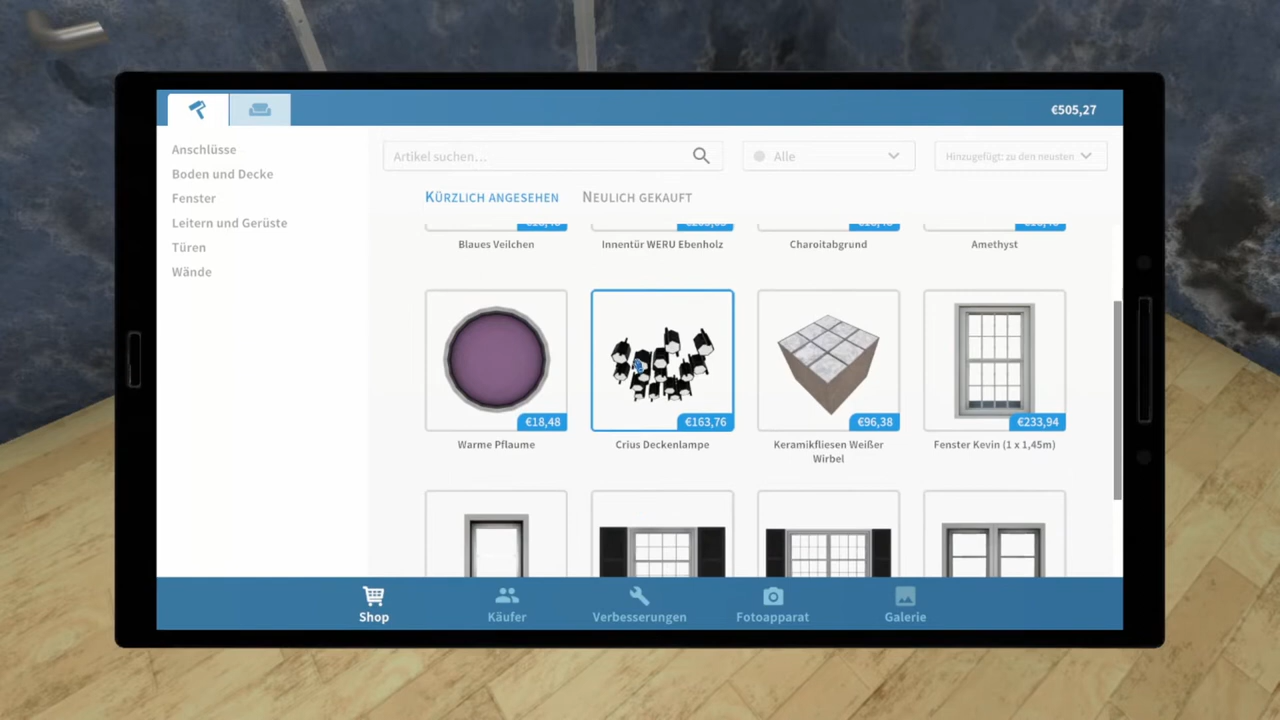 €505,27
Anschlüsse
Boden und Decke
Fenster
Leitern und Gerüste
Türen
Wände
Artikel suchen...
Alle
Hinzugefügt: zu den neusten
KÜRZLICH ANGESEHEN
NEULICH GEKAUFT
Blaues Veilchen
Innentür WERU Ebenholz
Charoitabgrund
Amethyst
€18,48
€163,76
€96,38
€233,94
Warme Pflaume
Crius Deckenlampe
Keramikfliesen Weißer
Wirbel
Fenster Kevin (1 x 1,45m)
Shop
Käufer
Verbesserungen
Fotoapparat
Galerie